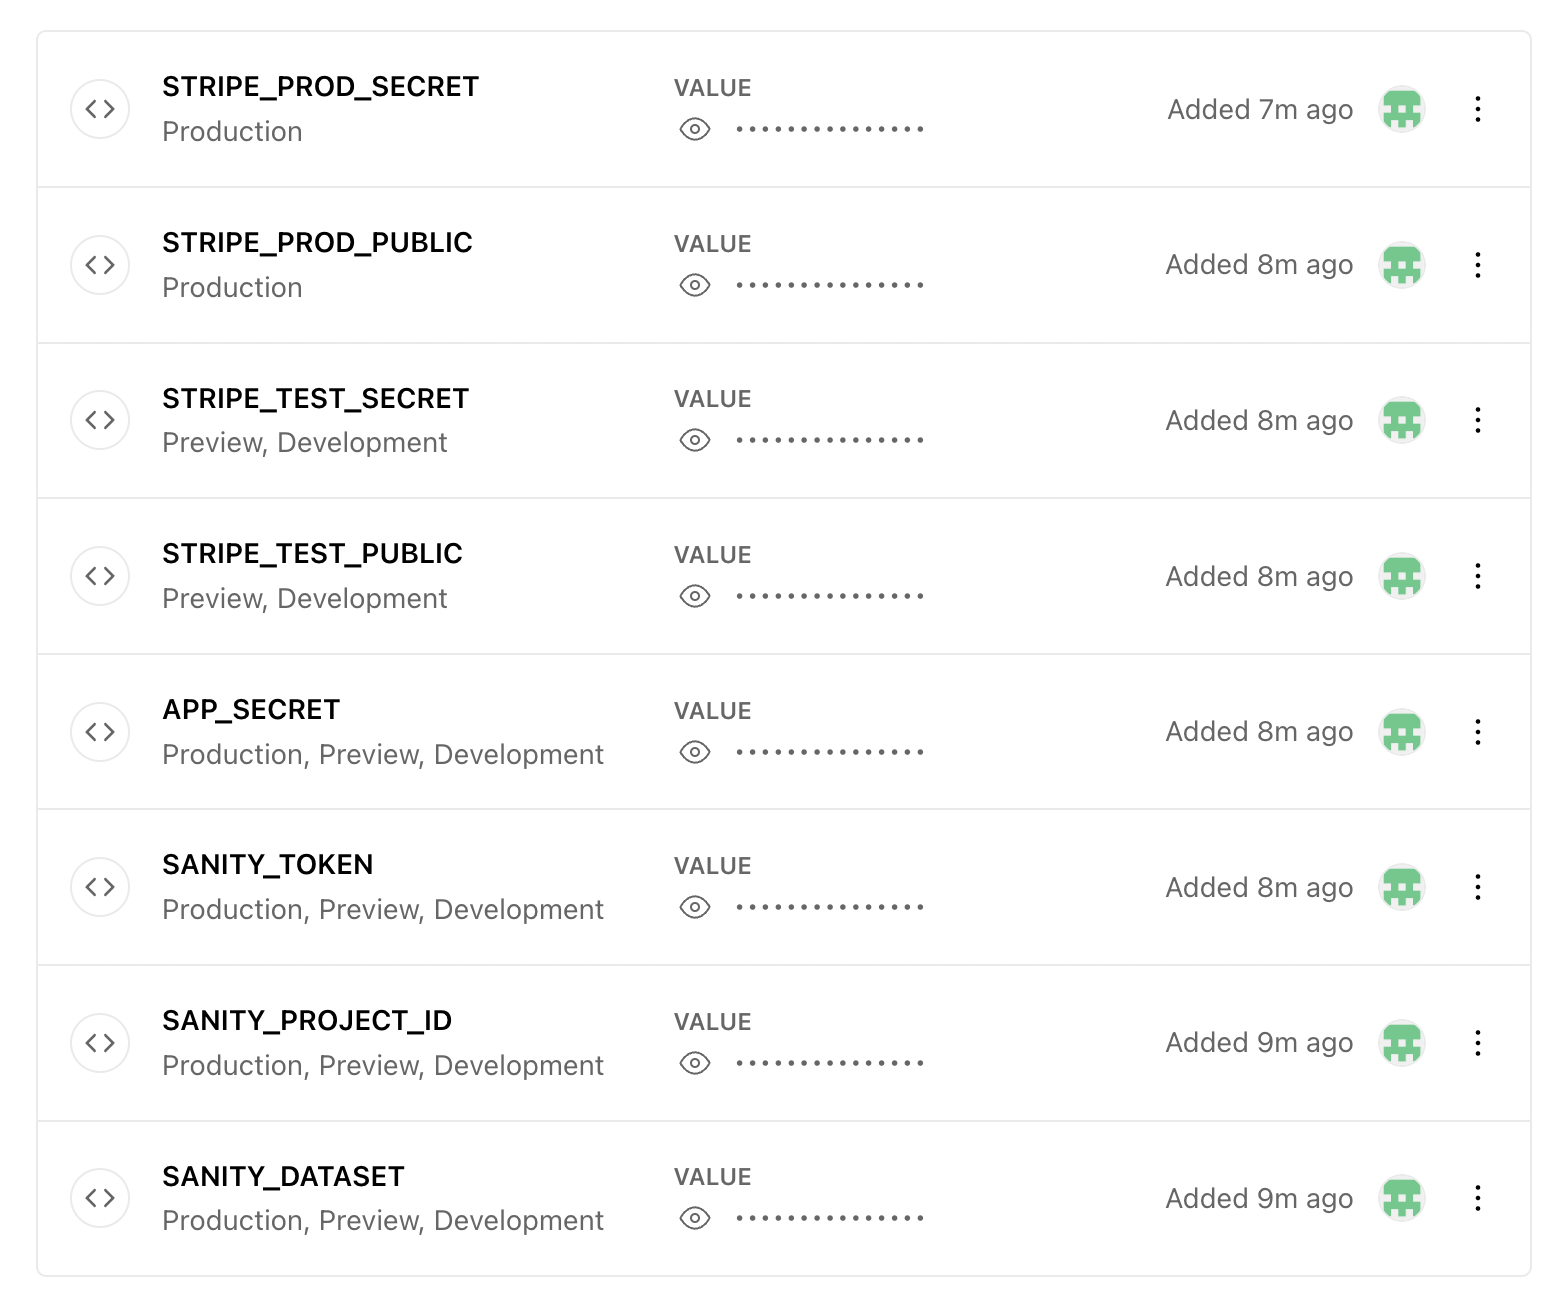 STRIPE_PROD_SECRET
Production
VALUE
Added 7m ago
STRIPE_PROD_PUBLIC
Production
VALUE
Added 8m ago
STRIPE_TEST_SECRET
Preview, Development
VALUE
Added 8m ago
STRIPE_TEST_PUBLIC
Preview, Development
VALUE
Added 8m ago
APP_SECRET
Production, Preview, Development
VALUE
Added 8m ago
SANITY_TOKEN
Production, Preview, Development
VALUE
Added 8m ago
SANITY_PROJECT_ID
Production, Preview, Development
VALUE
Added 9m ago
SANITY_DATASET
Production, Preview, Development
VALUE
Added 9m ago